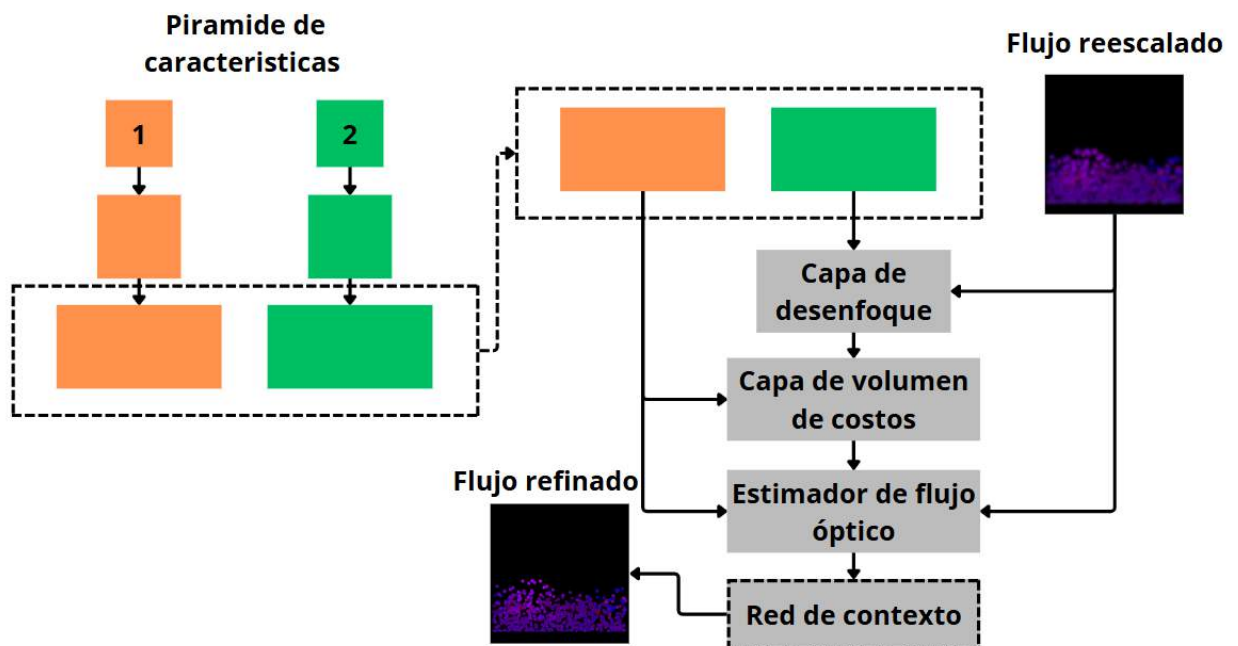 Piramide de
caracteristicas
1
2
Flujo reescalado
Capa de
desenfoque
Capa de volumen
de costos
Estimador de flujo
óptico
Flujo refinado
Red de contexto